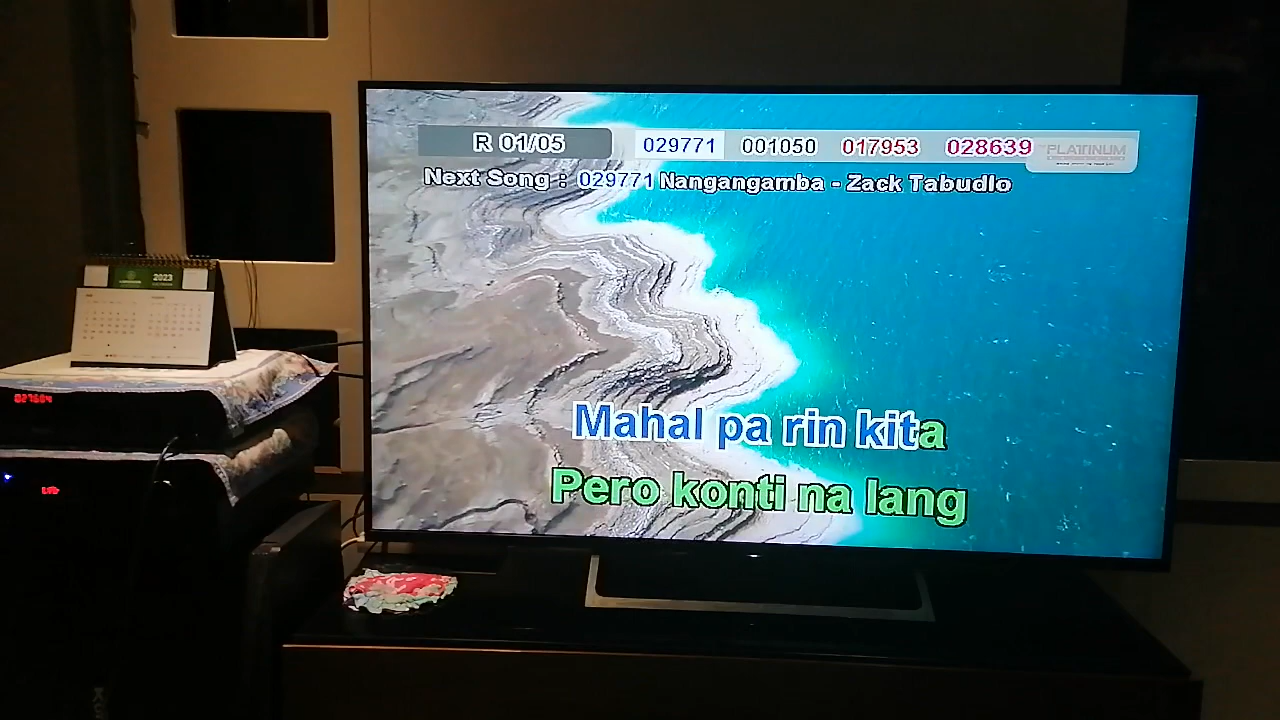 R 01/05 029771 001050 017953 028639 PLATINUM
Next Song : 029771 Nangangamba - Zack Tabudlo
2023
Mahal pa rin kita
Pero konti na lang